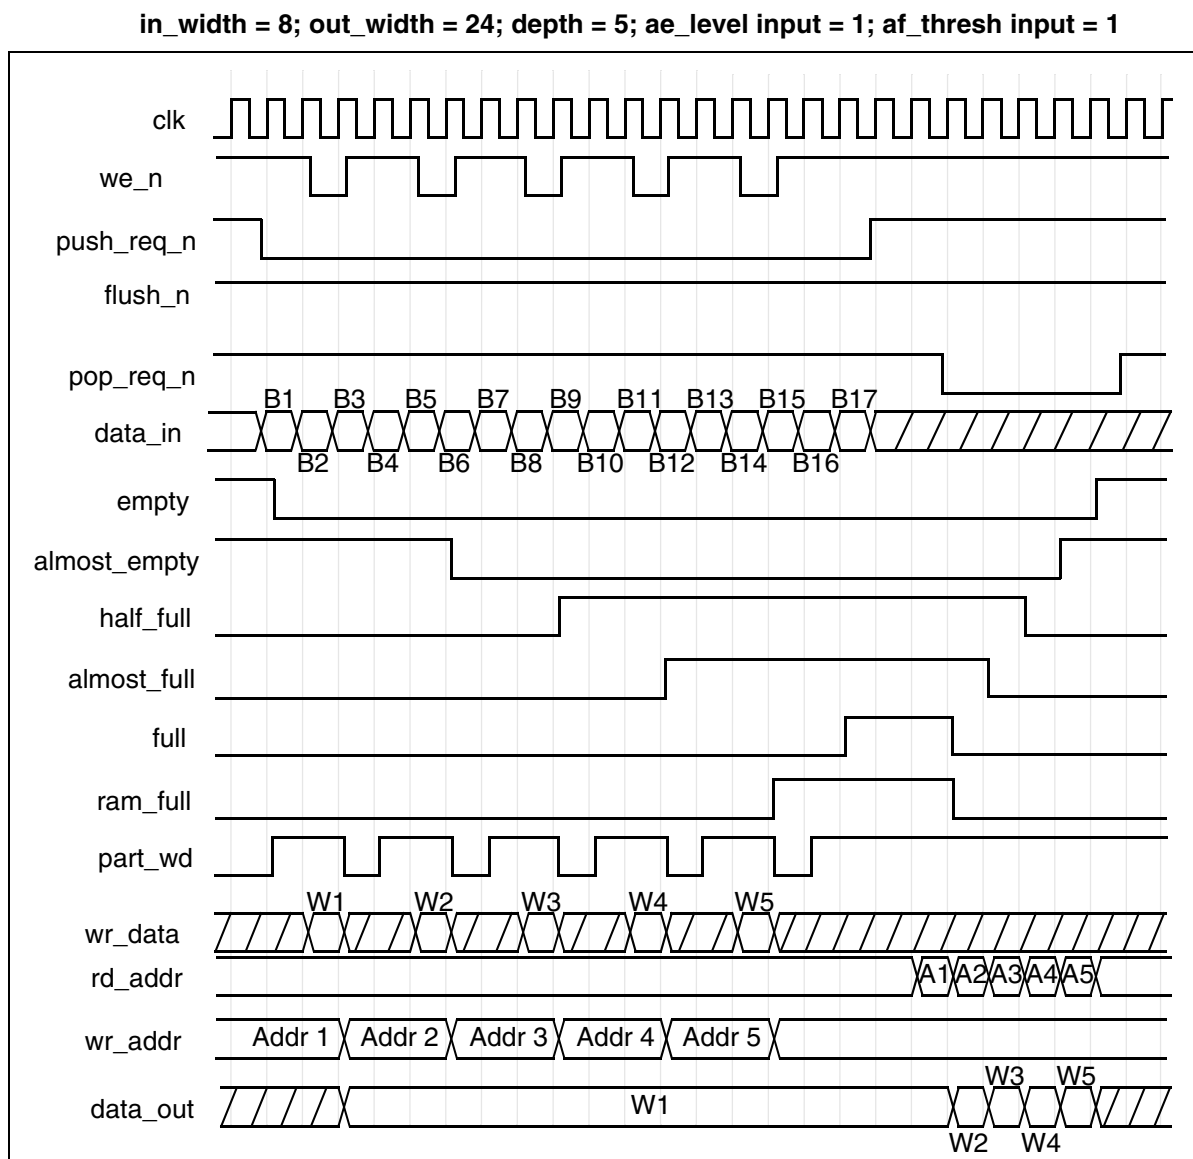 in_width = 8; out_width = 24; depth = 5; ae_level input = 1; af_thresh input = 1
clk
we_n
push_req_n
flush_n
pop_req_n
B1 B3 B5 B7 B9 B11 B13 B15 B17
data_in
B2 B4 B6 B8 B10 B12 B14 B16
empty
almost_empty
half_full
almost_full
full
ram_full
part_wd
W1 W2 W3 W4 W5
wr_data
rd_addr A1 A2 A3 A4 A5
wr_addr Addr 1 Addr 2 Addr 3 Addr 4 Addr 5
W3 W5
data_out W1
W2 W4